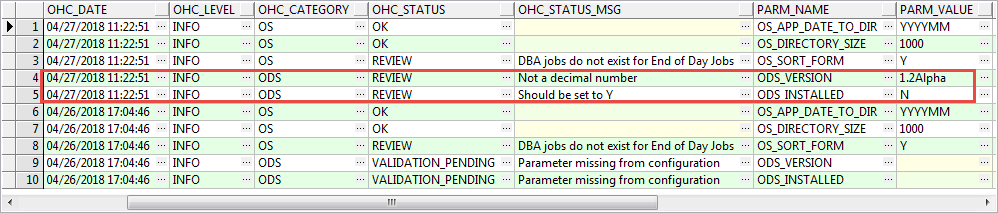 OHC_DATE OHC_LEVEL OHC_CATEGORY OHC_STATUS OHC_STATUS_MSG PARM_NAME PARM_VALUE
1 04/27/2018 11:22:51 ... INFO ... OS ... OK ... ... OS_APP_DATE_TO_DIR ... YYYYMM ...
2 04/27/2018 11:22:51 ... INFO ... OS ... OK ... ... OS_DIRECTORY_SIZE ... 1000 ...
3 04/27/2018 11:22:51 ... INFO ... OS ... REVIEW ... DBA jobs do not exist for End of Day Jobs ... OS_SORT_FORM ... Y ...
4 04/27/2018 11:22:51 ... INFO ... ODS ... REVIEW ... Not a decimal number ... ODS_VERSION ... 1.2Alpha ...
5 04/27/2018 11:22:51 ... INFO ... ODS ... REVIEW ... Should be set to Y ... ODS_INSTALLED ... N ...
6 04/26/2018 17:04:46 ... INFO ... OS ... OK ... ... OS_APP_DATE_TO_DIR ... YYYYMM ...
7 04/26/2018 17:04:46 ... INFO ... OS ... OK ... ... OS_DIRECTORY_SIZE ... 1000 ...
8 04/26/2018 17:04:46 ... INFO ... OS ... REVIEW ... DBA jobs do not exist for End of Day Jobs ... OS_SORT_FORM ... Y ...
9 04/26/2018 17:04:46 ... INFO ... ODS ... VALIDATION_PENDING ... Parameter missing from configuration ... ODS_VERSION ... ...
10 04/26/2018 17:04:46 ... INFO ... ODS ... VALIDATION_PENDING ... Parameter missing from configuration ... ODS_INSTALLED ... ...